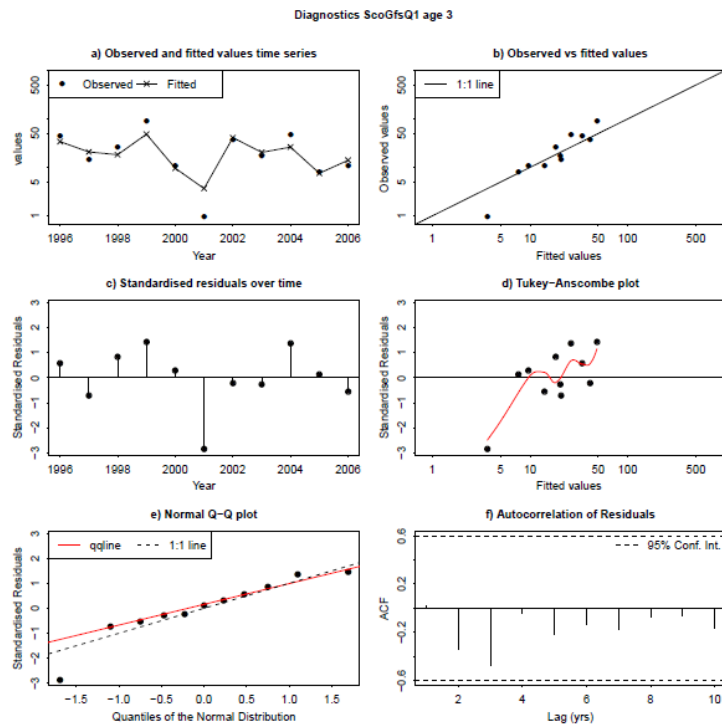 Diagnostics ScoGfsQ1 age 3
a) Observed and fitted values time series
Observed Fitted
values
500
50
5
1
1996 1998 2000 2002 2004 2006
Year
b) Observed vs fitted values
1:1 line
Observed values
500
50
5
1
1 5 10 50 100 500
Fitted values
c) Standardised residuals over time
Standardised Residuals
3
2
1
0
−1
−2
−3
1996 1998 2000 2002 2004 2006
Year
d) Tukey−Anscombe plot
Standardised Residuals
3
2
1
0
−1
−2
−3
1 5 10 50 100 500
Fitted values
e) Normal Q−Q plot
qqline 1:1 line
Standardised Residuals
3
2
1
0
−1
−2
−3
−1.5 −1.0 −0.5 0.0 0.5 1.0 1.5
Quantiles of the Normal Distribution
f) Autocorrelation of Residuals
95% Conf. Int.
ACF
0.6
0.2
−0.2
−0.6
2 4 6 8 10
Lag (yrs)